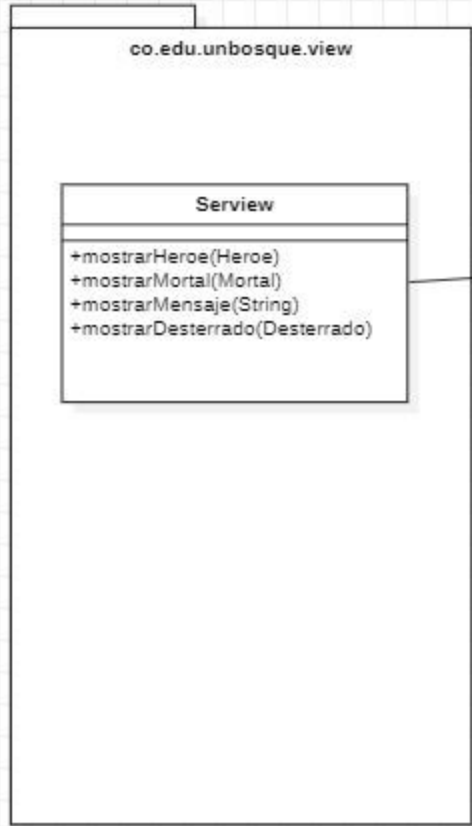 co.edu.unbosque.view
Serview
+mostrarHeroe(Heroe)
+mostrarMortal(Mortal)
+mostrarMensaje(String)
+mostrarDesterrado(Desterrado)